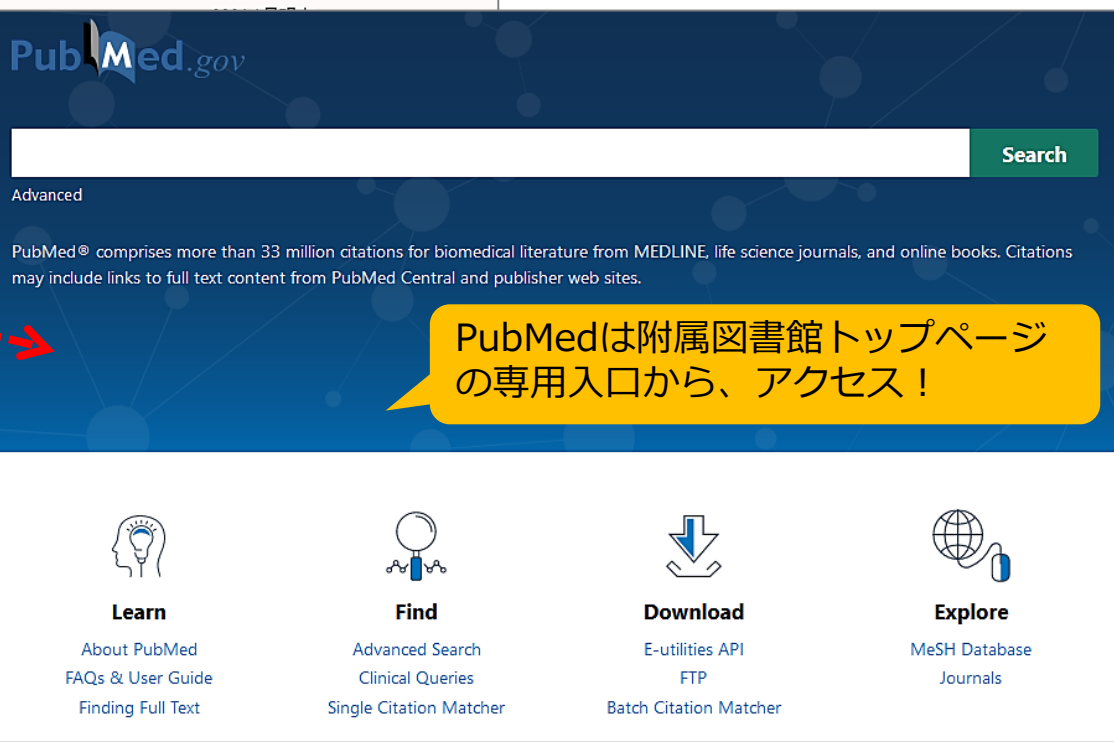 PubMed.gov
Search
Advanced
PubMed® comprises more than 33 million citations for biomedical literature from MEDLINE, life science journals, and online books. Citations
may include links to full text content from PubMed Central and publisher web sites.
PubMedは附属図書館トップページ
の専用入口から、アクセス！
Learn
About PubMed
FAQs & User Guide
Finding Full Text
Find
Advanced Search
Clinical Queries
Single Citation Matcher
Download
E-utilities API
FTP
Batch Citation Matcher
Explore
MeSH Database
Journals